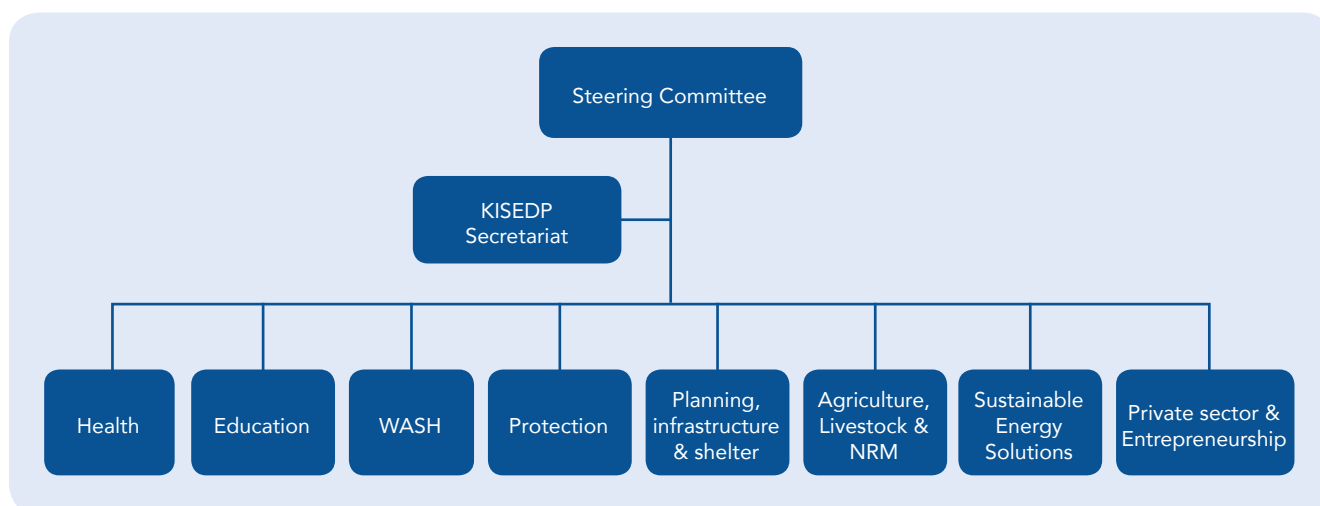 Steering Committee
KISEDP
Secretariat
Health
Education
WASH
Protection
Planning,
infrastructure
& shelter
Agriculture,
Livestock &
NRM
Sustainable
Energy
Solutions
Private sector &
Entrepreneurship